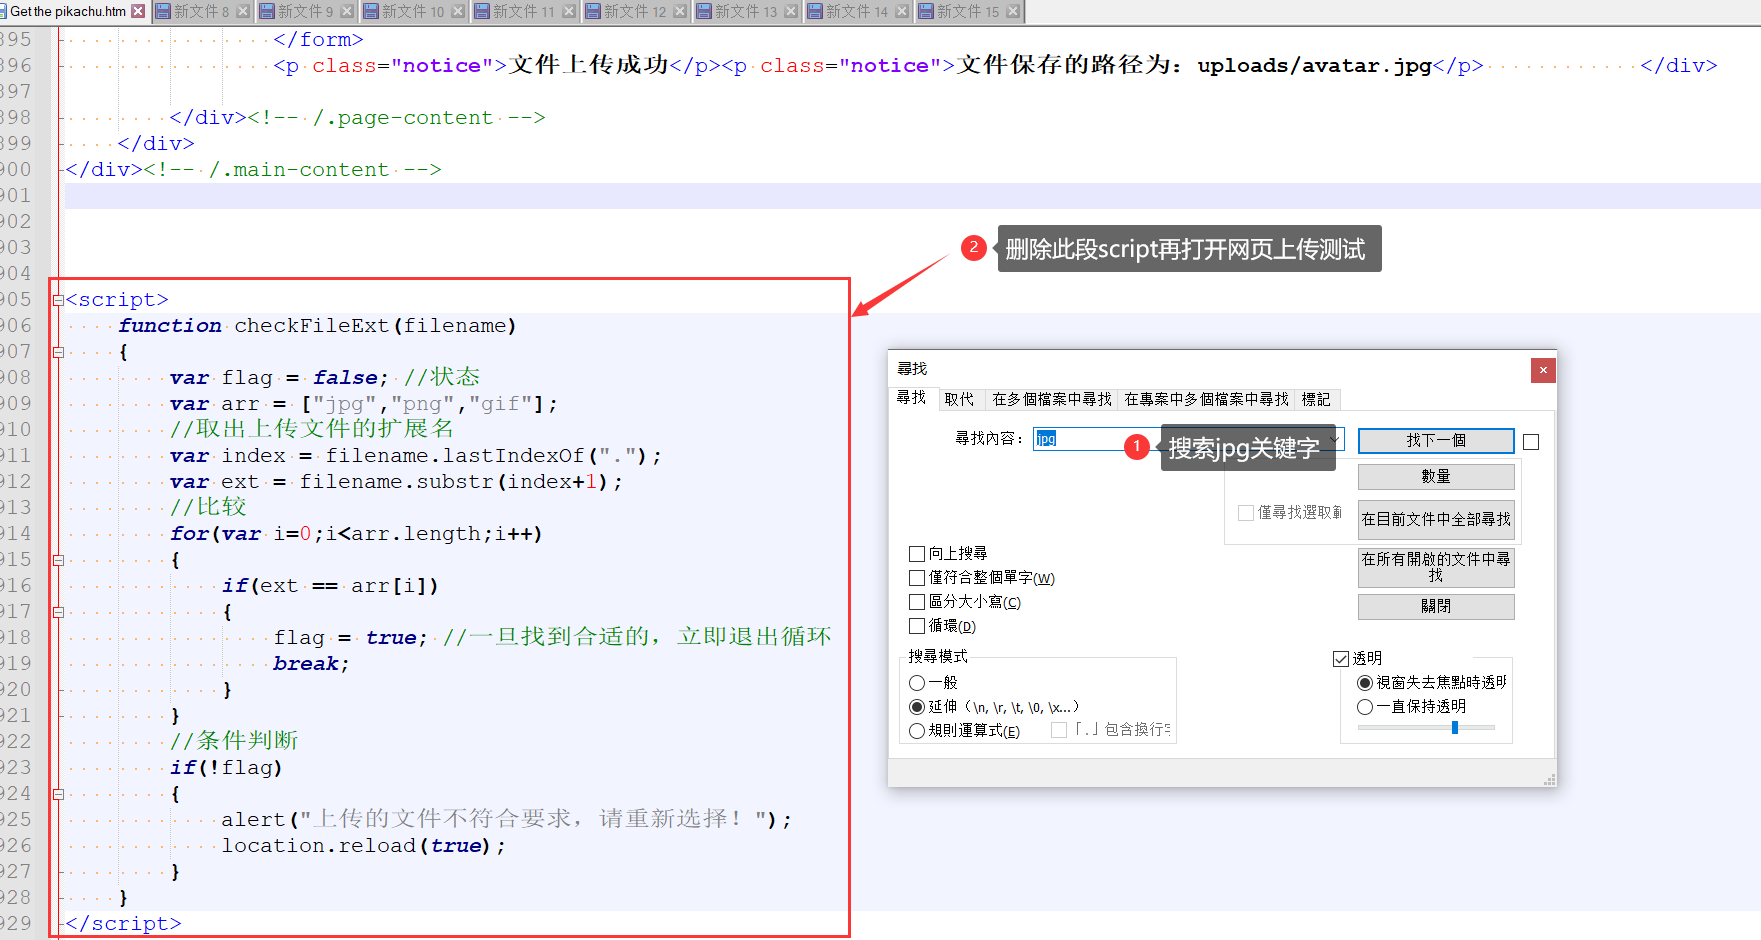 Get the pikachu.htm 新文件 8 新文件 9 新文件 10 新文件 11 新文件 12 新文件 13 新文件 14 新文件 15
895 </form>
896 <p class="notice">文件上传成功</p><p class="notice">文件保存的路径为：uploads/avatar.jpg</p> </div>
897
898 </div><!-- /.page-content -->
899 </div>
900 </div><!-- /.main-content -->
901
902
903
904
905 <script>
906 function checkFileExt(filename)
907 {
908 var flag = false; //状态
909 var arr = ["jpg","png","gif"];
910 //取出上传文件的扩展名
911 var index = filename.lastIndexOf(".");
912 var ext = filename.substr(index+1);
913 //比较
914 for(var i=0;i<arr.length;i++)
915 {
916 if(ext == arr[i])
917 {
918 flag = true; //一旦找到合适的，立即退出循环
919 break;
920 }
921 }
922 //条件判断
923 if(!flag)
924 {
925 alert("上传的文件不符合要求，请重新选择！");
926 location.reload(true);
927 }
928 }
929 </script>
2 删除此段script再打开网页上传测试
尋找
尋找 取代 在多個檔案中尋找 在專案中多個檔案中尋找 標記
尋找內容： jpg
1 搜索jpg关键字
找下一個
數量
僅尋找選取範
在目前文件中全部尋找
在所有開啟的文件中尋
找
關閉
向上搜尋
僅符合整個單字(W)
區分大小寫(C)
循環(D)
搜尋模式
一般
延伸（\n, \r, \t, \0, \x...）
規則運算式(E) 「.」包含換行字
透明
視窗失去焦點時透明
一直保持透明